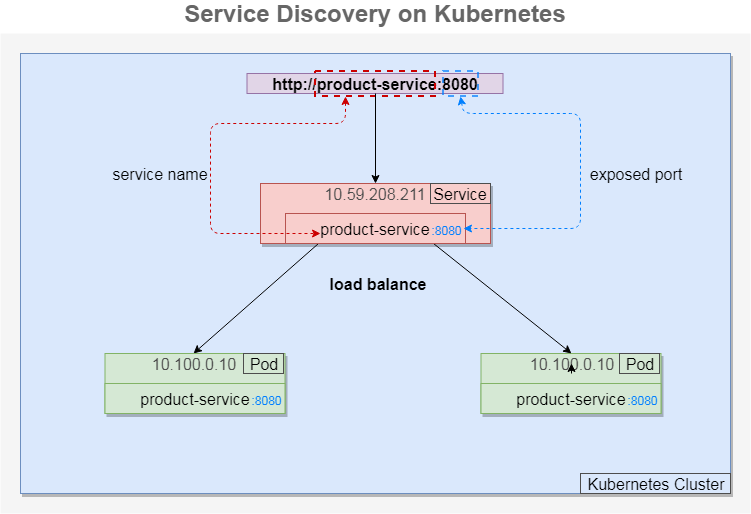 Service Discovery on Kubernetes
http://product-service:8080
service name
exposed port
10.59.208.211 Service
product-service:8080
load balance
10.100.0.10 Pod
product-service:8080
10.100.0.10 Pod
product-service:8080
Kubernetes Cluster